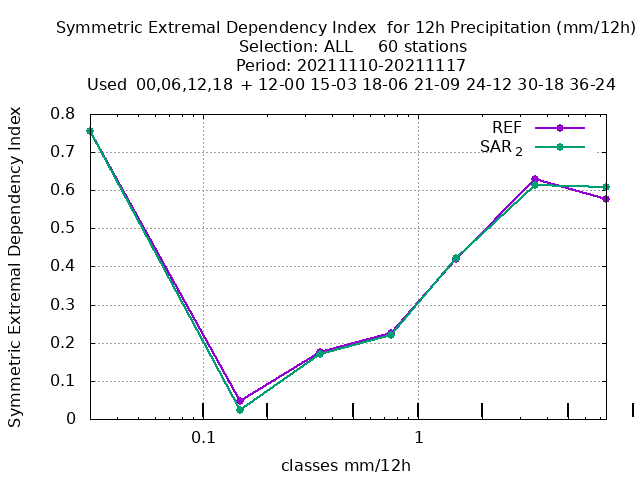 Symmetric Extremal Dependency Index  for 12h Precipitation (mm/12h)
Selection: ALL     60 stations
Period: 20211110-20211117
Used  00,06,12,18  + 12-00 15-03 18-06 21-09 24-12 30-18 36-24
Symmetric Extremal Dependency Index
0.8
0.7
0.6
0.5
0.4
0.3
0.2
0.1
0
REF
SAR 2
0.1
1
classes mm/12h